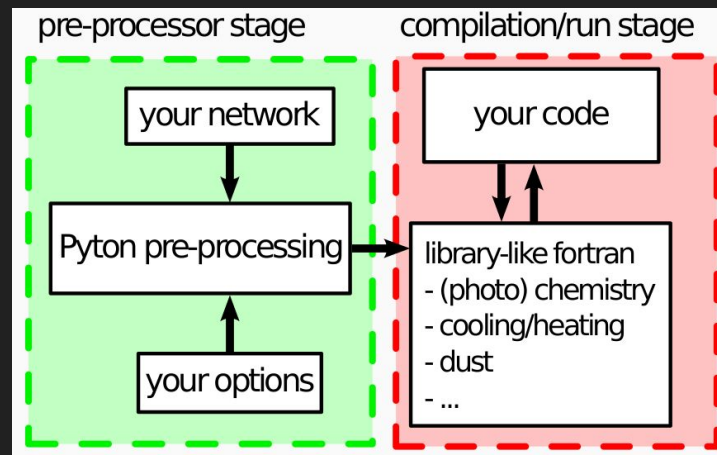 pre-processor stage
compilation/run stage
your network
Pyton pre-processing
your options
your code
library-like fortran
- (photo) chemistry
- cooling/heating
- dust
- ...